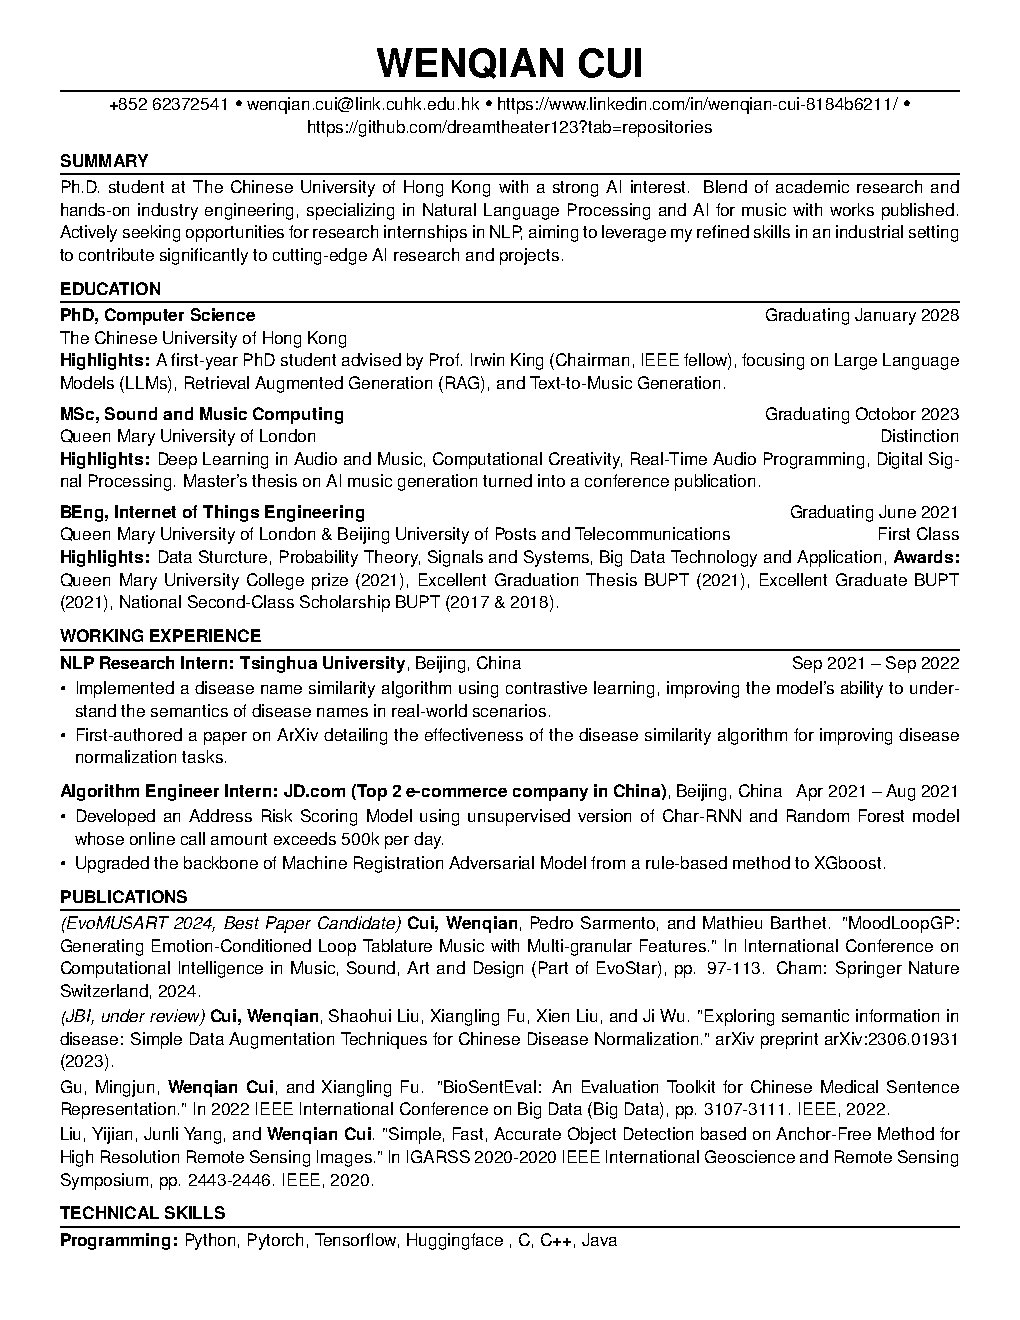 WENQIAN CUI
+852 62372541 • wenqian.cui@link.cuhk.edu.hk • https://www.linkedin.com/in/wenqian-cui-8184b6211/ •
https://github.com/dreamtheater123?tab=repositories
SUMMARY
Ph.D. student at The Chinese University of Hong Kong with a strong AI interest. Blend of academic research and
hands-on industry engineering, specializing in Natural Language Processing and AI for music with works published.
Actively seeking opportunities for research internships in NLP, aiming to leverage my refined skills in an industrial setting
to contribute significantly to cutting-edge AI research and projects.
EDUCATION
PhD, Computer Science Graduating January 2028
The Chinese University of Hong Kong
Highlights: A first-year PhD student advised by Prof. Irwin King (Chairman, IEEE fellow), focusing on Large Language
Models (LLMs), Retrieval Augmented Generation (RAG), and Text-to-Music Generation.
MSc, Sound and Music Computing Graduating Octobor 2023
Queen Mary University of London Distinction
Highlights: Deep Learning in Audio and Music, Computational Creativity, Real-Time Audio Programming, Digital Sig-
nal Processing. Master's thesis on AI music generation turned into a conference publication.
BEng, Internet of Things Engineering Graduating June 2021
Queen Mary University of London & Beijing University of Posts and Telecommunications First Class
Highlights: Data Sturcture, Probability Theory, Signals and Systems, Big Data Technology and Application, Awards:
Queen Mary University College prize (2021), Excellent Graduation Thesis BUPT (2021), Excellent Graduate BUPT
(2021), National Second-Class Scholarship BUPT (2017 & 2018).
WORKING EXPERIENCE
NLP Research Intern: Tsinghua University, Beijing, China Sep 2021 – Sep 2022
• Implemented a disease name similarity algorithm using contrastive learning, improving the model's ability to under-
stand the semantics of disease names in real-world scenarios.
• First-authored a paper on ArXiv detailing the effectiveness of the disease similarity algorithm for improving disease
normalization tasks.
Algorithm Engineer Intern: JD.com (Top 2 e-commerce company in China), Beijing, China Apr 2021 – Aug 2021
• Developed an Address Risk Scoring Model using unsupervised version of Char-RNN and Random Forest model
whose online call amount exceeds 500k per day.
• Upgraded the backbone of Machine Registration Adversarial Model from a rule-based method to XGboost.
PUBLICATIONS
(EvoMUSART 2024, Best Paper Candidate) Cui, Wenqian, Pedro Sarmento, and Mathieu Barthet. "MoodLoopGP:
Generating Emotion-Conditioned Loop Tablature Music with Multi-granular Features." In International Conference on
Computational Intelligence in Music, Sound, Art and Design (Part of EvoStar), pp. 97-113. Cham: Springer Nature
Switzerland, 2024.
(JBI, under review) Cui, Wenqian, Shaohui Liu, Xiangling Fu, Xien Liu, and Ji Wu. "Exploring semantic information in
disease: Simple Data Augmentation Techniques for Chinese Disease Normalization." arXiv preprint arXiv:2306.01931
(2023).
Gu, Mingjun, Wenqian Cui, and Xiangling Fu. "BioSentEval: An Evaluation Toolkit for Chinese Medical Sentence
Representation." In 2022 IEEE International Conference on Big Data (Big Data), pp. 3107-3111. IEEE, 2022.
Liu, Yijian, Junli Yang, and Wenqian Cui. "Simple, Fast, Accurate Object Detection based on Anchor-Free Method for
High Resolution Remote Sensing Images." In IGARSS 2020-2020 IEEE International Geoscience and Remote Sensing
Symposium, pp. 2443-2446. IEEE, 2020.
TECHNICAL SKILLS
Programming: Python, Pytorch, Tensorflow, Huggingface , C, C++, Java